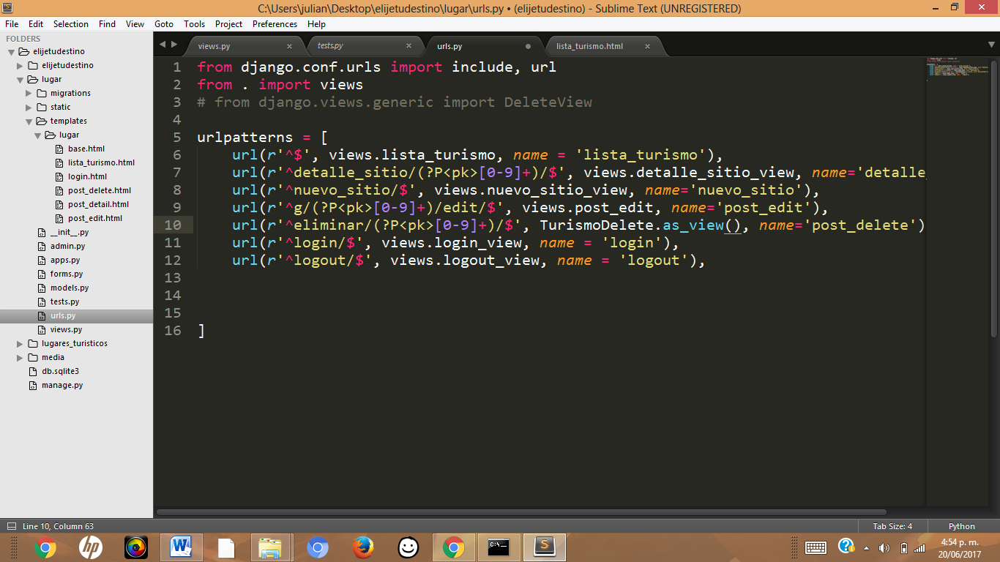 C:\Users\julian\Desktop\elijetudestino\lugar\urls.py • (elijetudestino) - Sublime Text (UNREGISTERED)
File Edit Selection Find View Goto Tools Project Preferences Help
FOLDERS
elijetudestino
elijetudestino
lugar
migrations
static
templates
lugar
base.html
lista_turismo.html
login.html
post_delete.html
post_detail.html
post_edit.html
__init__.py
admin.py
apps.py
forms.py
models.py
tests.py
urls.py
views.py
lugares_turisticos
media
db.sqlite3
manage.py
views.py tests.py urls.py lista_turismo.html
1 from django.conf.urls import include, url
2 from . import views
3 # from django.views.generic import DeleteView
4
5 urlpatterns = [
6 url(r'^$', views.lista_turismo, name = 'lista_turismo'),
7 url(r'^detalle_sitio/(?P<pk>[0-9]+)/$', views.detalle_sitio_view, name='detalle_
8 url(r'^nuevo_sitio/$', views.nuevo_sitio_view, name='nuevo_sitio'),
9 url(r'^g/(?P<pk>[0-9]+)/edit/$', views.post_edit, name='post_edit'),
10 url(r'^eliminar/(?P<pk>[0-9]+)/$', TurismoDelete.as_view(), name='post_delete')
11 url(r'^login/$', views.login_view, name = 'login'),
12 url(r'^logout/$', views.logout_view, name = 'logout'),
13
14
15
16 ]
Line 10, Column 63 Tab Size: 4 Python
4:54 p. m.
20/06/2017